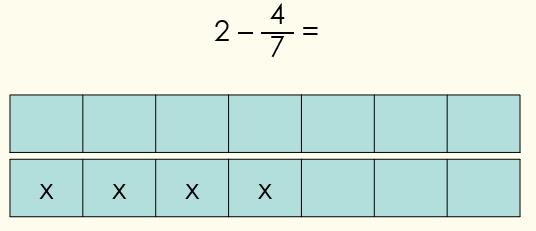 2 – 4/7 =
x x x x